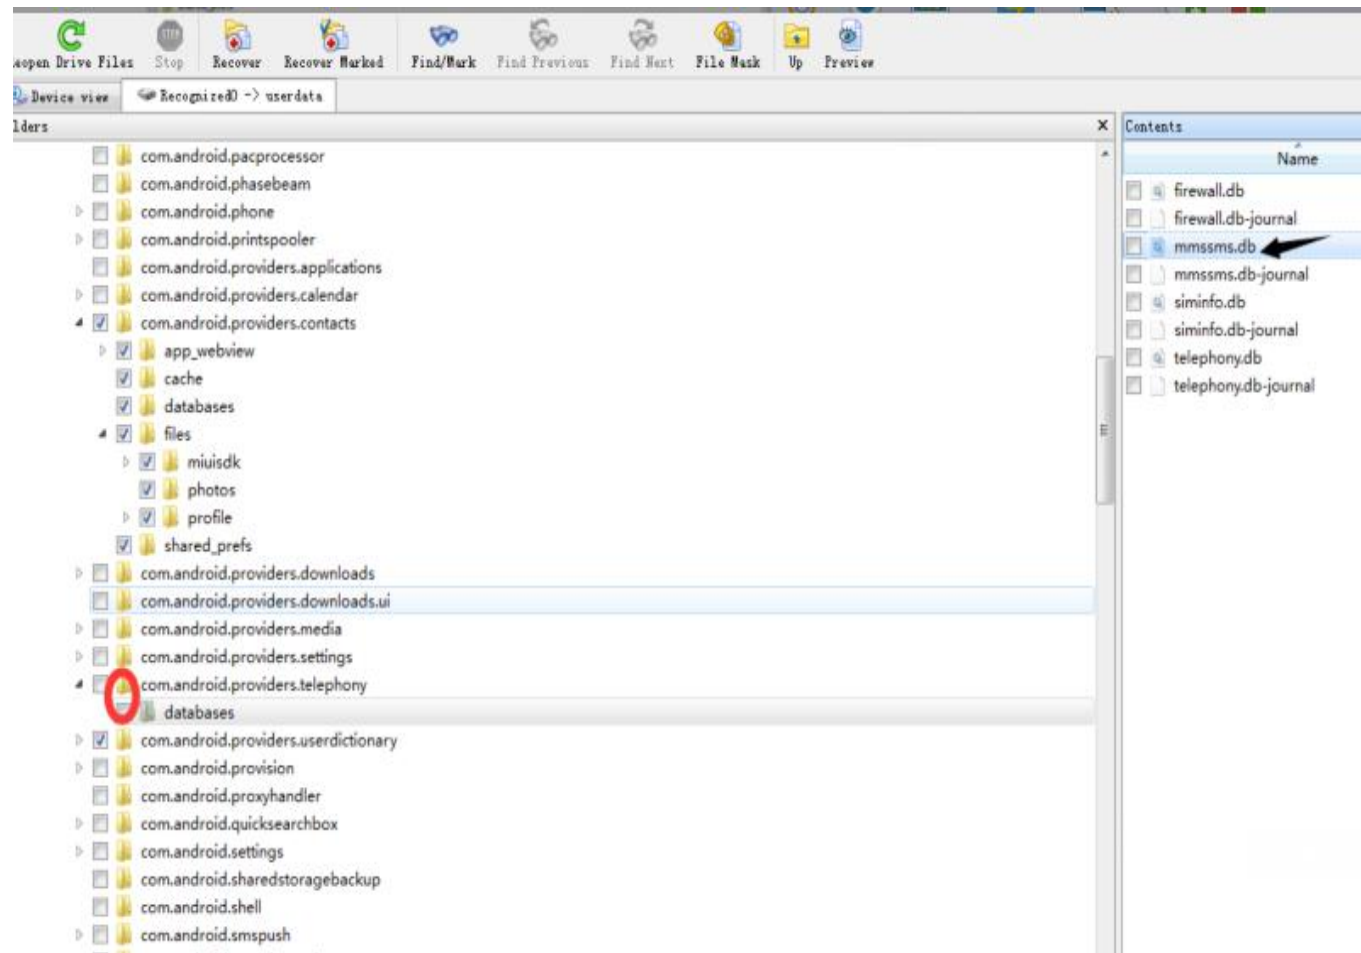 eopen Drive Files Stop Recover Recover Marked Find/Mark Find Previous Find Next File Mask Up Preview
Device view Recognized0 -> userdata
lders
com.android.pacprocessor
com.android.phasebeam
com.android.phone
com.android.printspooler
com.android.providers.applications
com.android.providers.calendar
com.android.providers.contacts
app_webview
cache
databases
files
miuisdk
photos
profile
shared_prefs
com.android.providers.downloads
com.android.providers.downloads.ui
com.android.providers.media
com.android.providers.settings
com.android.providers.telephony
databases
com.android.providers.userdictionary
com.android.provision
com.android.proxyhandler
com.android.quicksearchbox
com.android.settings
com.android.sharedstoragebackup
com.android.shell
com.android.smspush
Contents
Name
firewall.db
firewall.db-journal
mmssms.db
mmssms.db-journal
siminfo.db
siminfo.db-journal
telephony.db
telephony.db-journal